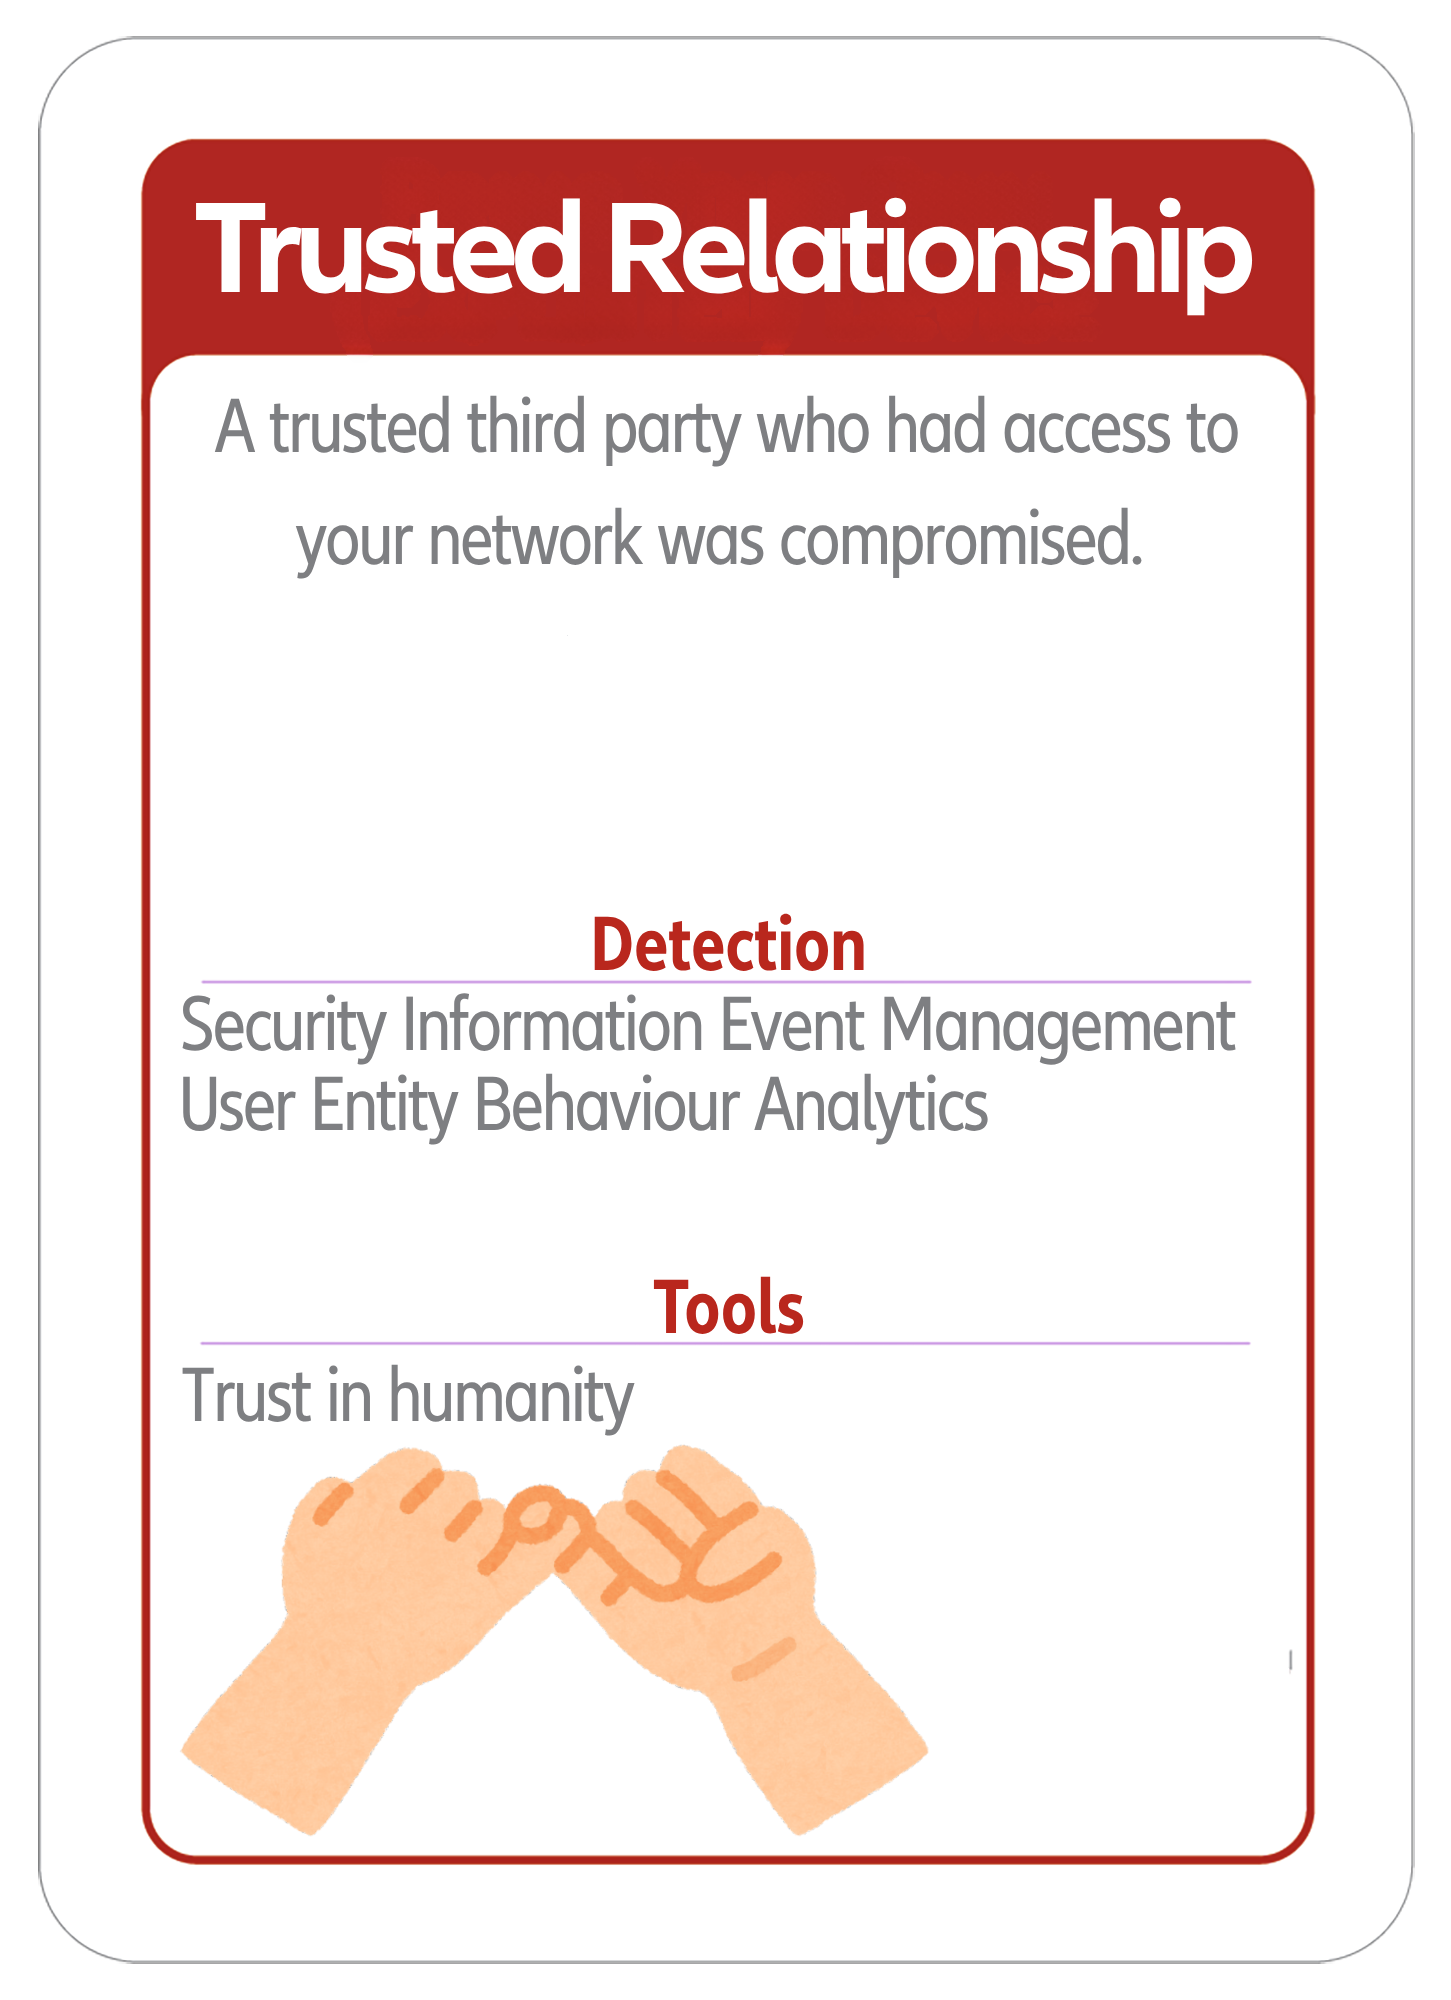 Trusted Relationship
A trusted third party who had access to
your network was compromised.
Detection
Security Information Event Management
User Entity Behaviour Analytics
Tools
Trust in humanity